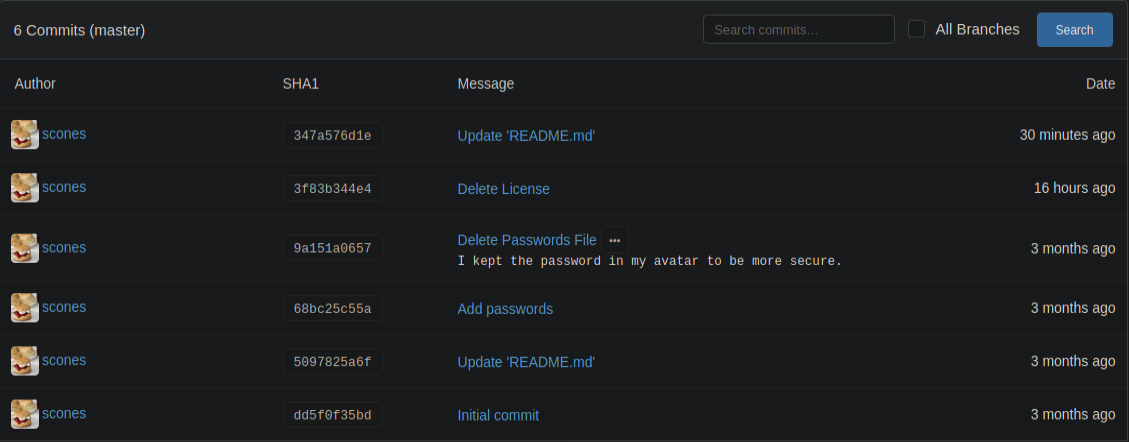 6 Commits (master) Search commits... All Branches Search
Author SHA1 Message Date
scones 347a576d1e Update 'README.md' 30 minutes ago
scones 3f83b344e4 Delete License 16 hours ago
scones 9a151a0657 Delete Passwords File ••• 3 months ago
I kept the password in my avatar to be more secure.
scones 68bc25c55a Add passwords 3 months ago
scones 5097825a6f Update 'README.md' 3 months ago
scones dd5f0f35bd Initial commit 3 months ago